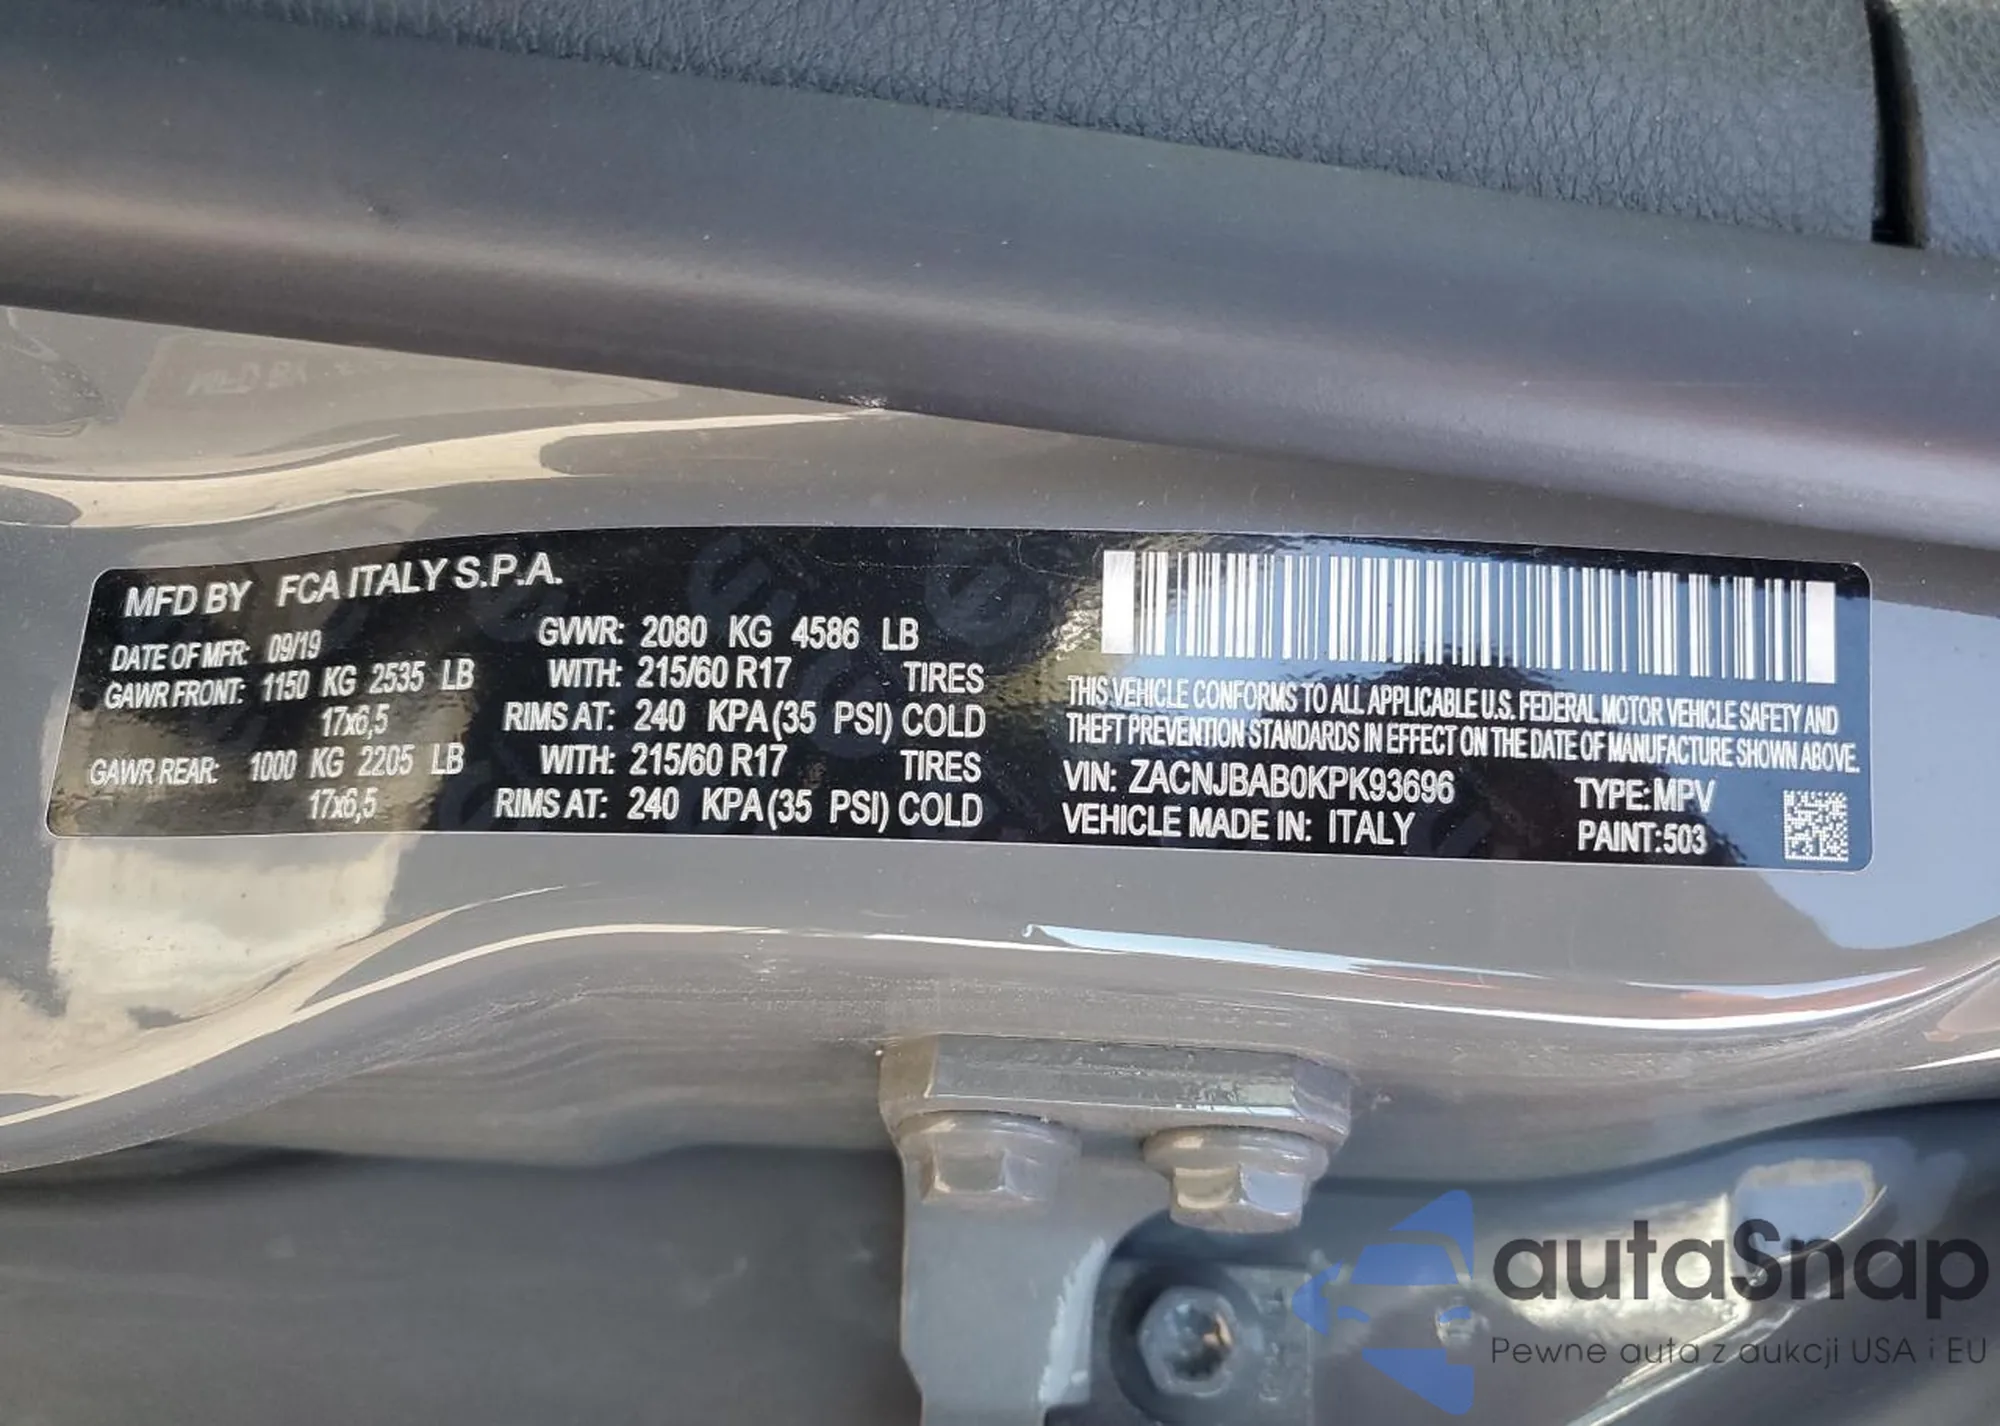 MFD BY FCA ITALY S.P.A.
DATE OF MFR: 09/19 GVWR: 2080 KG 4586 LB
GAWR FRONT: 1150 KG 2535 LB WITH: 215/60 R17 TIRES
17x6,5 RIMS AT: 240 KPA (35 PSI) COLD
GAWR REAR: 1000 KG 2205 LB WITH: 215/60 R17 TIRES
17x6,5 RIMS AT: 240 KPA (35 PSI) COLD
THIS VEHICLE CONFORMS TO ALL APPLICABLE U.S. FEDERAL MOTOR VEHICLE SAFETY AND
THEFT PREVENTION STANDARDS IN EFFECT ON THE DATE OF MANUFACTURE SHOWN ABOVE.
VIN: ZACNJBAB0KPK93696 TYPE: MPV
VEHICLE MADE IN: ITALY PAINT: 503
autaSnap
Pewne auta z aukcji USA i EU